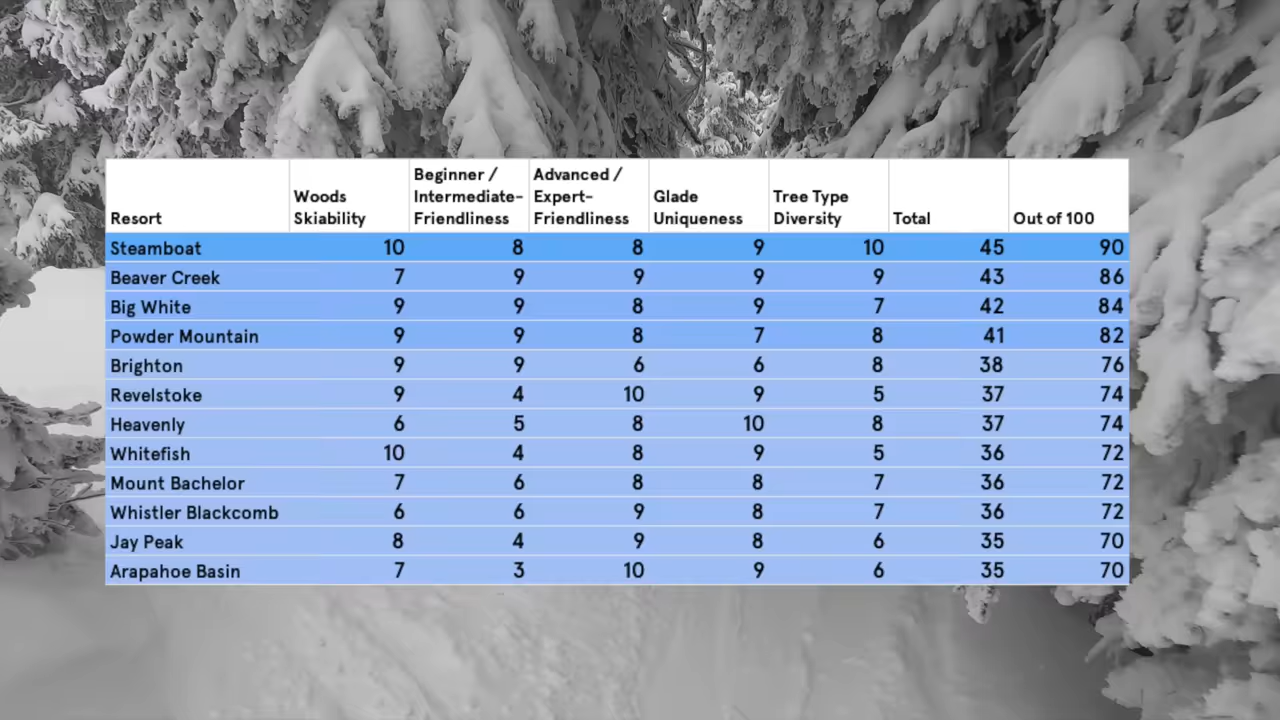 Resort Woods Skiability Beginner / Intermediate-Friendliness Advanced / Expert-Friendliness Glade Uniqueness Tree Type Diversity Total Out of 100
Steamboat 10 8 8 9 10 45 90
Beaver Creek 7 9 9 9 9 43 86
Big White 9 9 8 9 7 42 84
Powder Mountain 9 9 8 7 8 41 82
Brighton 9 9 6 6 8 38 76
Revelstoke 9 4 10 9 5 37 74
Heavenly 6 5 8 10 8 37 74
Whitefish 10 4 8 9 5 36 72
Mount Bachelor 7 6 8 8 7 36 72
Whistler Blackcomb 6 6 9 8 7 36 72
Jay Peak 8 4 9 8 6 35 70
Arapahoe Basin 7 3 10 9 6 35 70